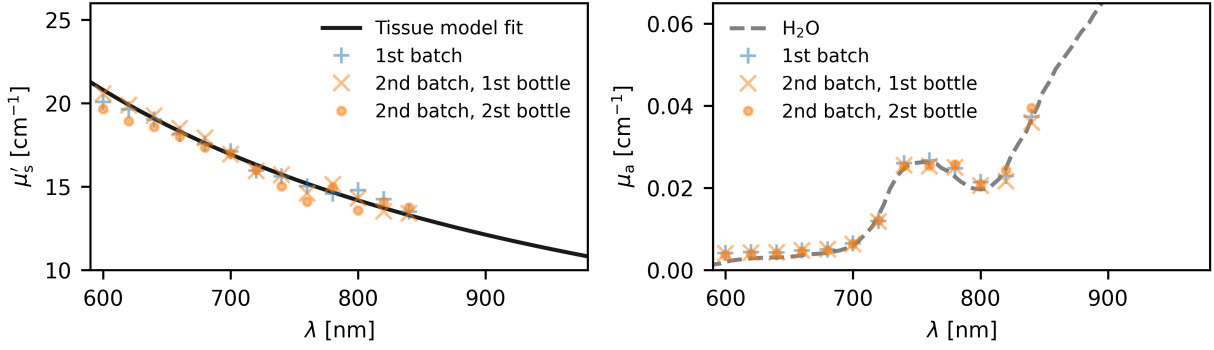 25
20
15
10
μ′s [cm−1]
600
700
800
900
λ [nm]
Tissue model fit
1st batch
2nd batch, 1st bottle
2nd batch, 2st bottle
0.06
0.04
0.02
0.00
μa [cm−1]
600
700
800
900
λ [nm]
H2O
1st batch
2nd batch, 1st bottle
2nd batch, 2st bottle